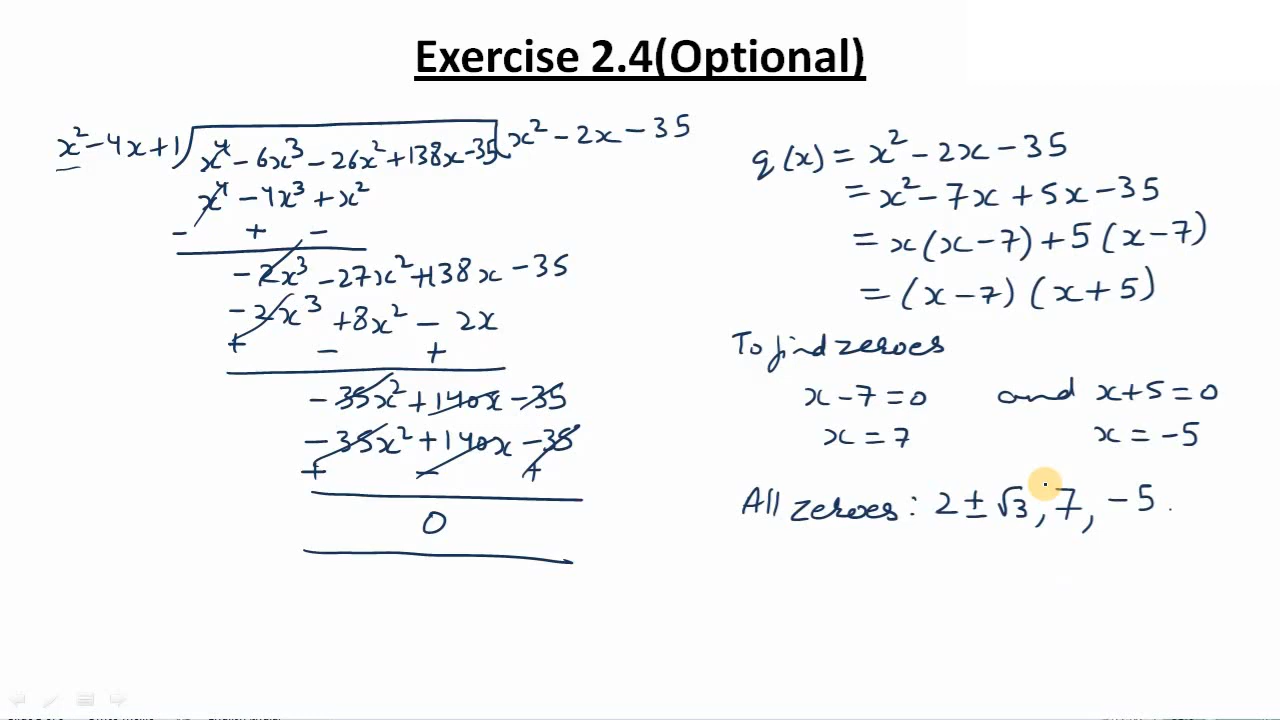 Exercise 2.4(Optional)
x² - 4x + 1 ) x⁴ - 6x³ - 26x² + 138x - 35 ( x² - 2x - 35
x⁴ - 4x³ + x²
- + -
- 2x³ - 27x² + 138x - 35
- 2x³ + 8x² - 2x
+ - +
- 35x² + 140x - 35
- 35x² + 140x - 35
+ - +
0
q(x) = x² - 2x - 35
= x² - 7x + 5x - 35
= x(x - 7) + 5(x - 7)
= (x - 7) (x + 5)
To find zeroes
x - 7 = 0 and x + 5 = 0
x = 7 x = -5
All zeroes : 2 ± √3, 7, -5.